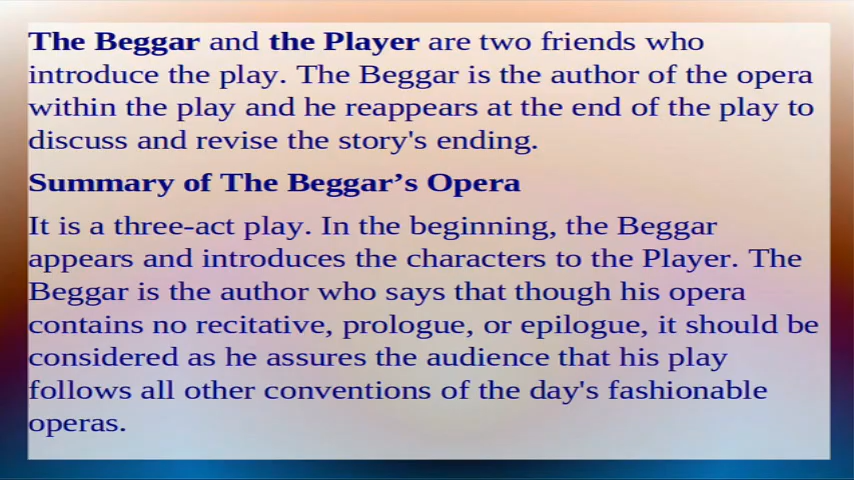 The Beggar and the Player are two friends who
introduce the play. The Beggar is the author of the opera
within the play and he reappears at the end of the play to
discuss and revise the story's ending.
Summary of The Beggar’s Opera
It is a three-act play. In the beginning, the Beggar
appears and introduces the characters to the Player. The
Beggar is the author who says that though his opera
contains no recitative, prologue, or epilogue, it should be
considered as he assures the audience that his play
follows all other conventions of the day's fashionable
operas.